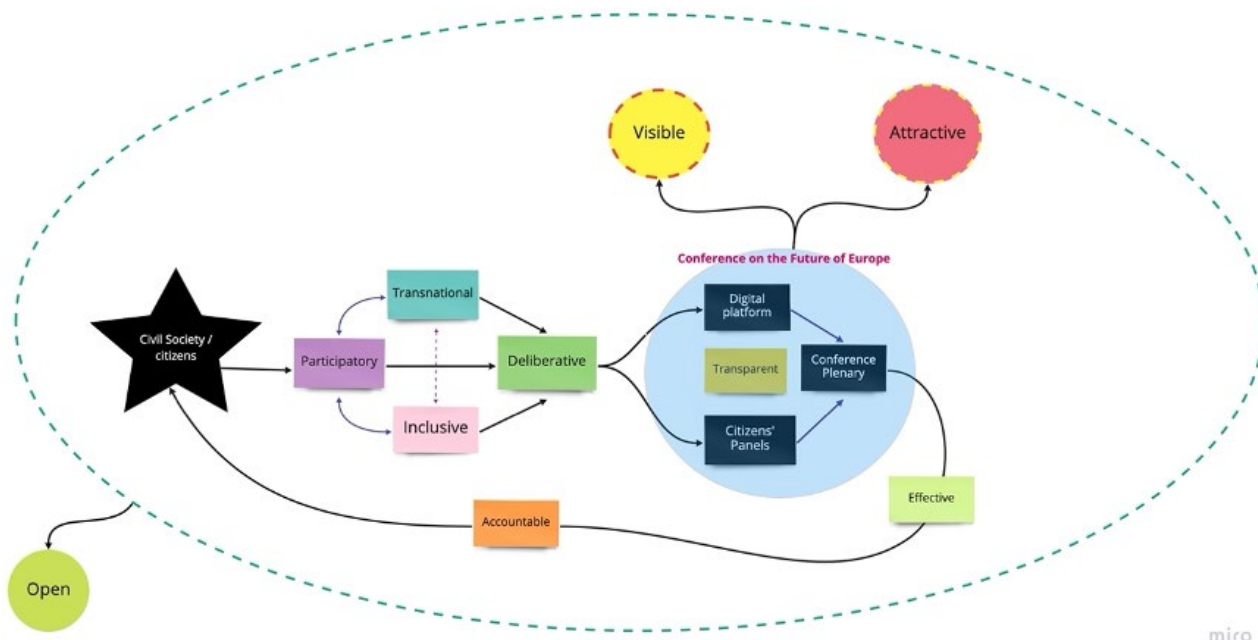 Visible
Attractive
Conference on the Future of Europe
Transnational
Digital
platform
Civil Society /
citizens
Participatory
Deliberative
Transparent
Conference
Plenary
Inclusive
Citizens'
Panels
Effective
Accountable
Open
miro